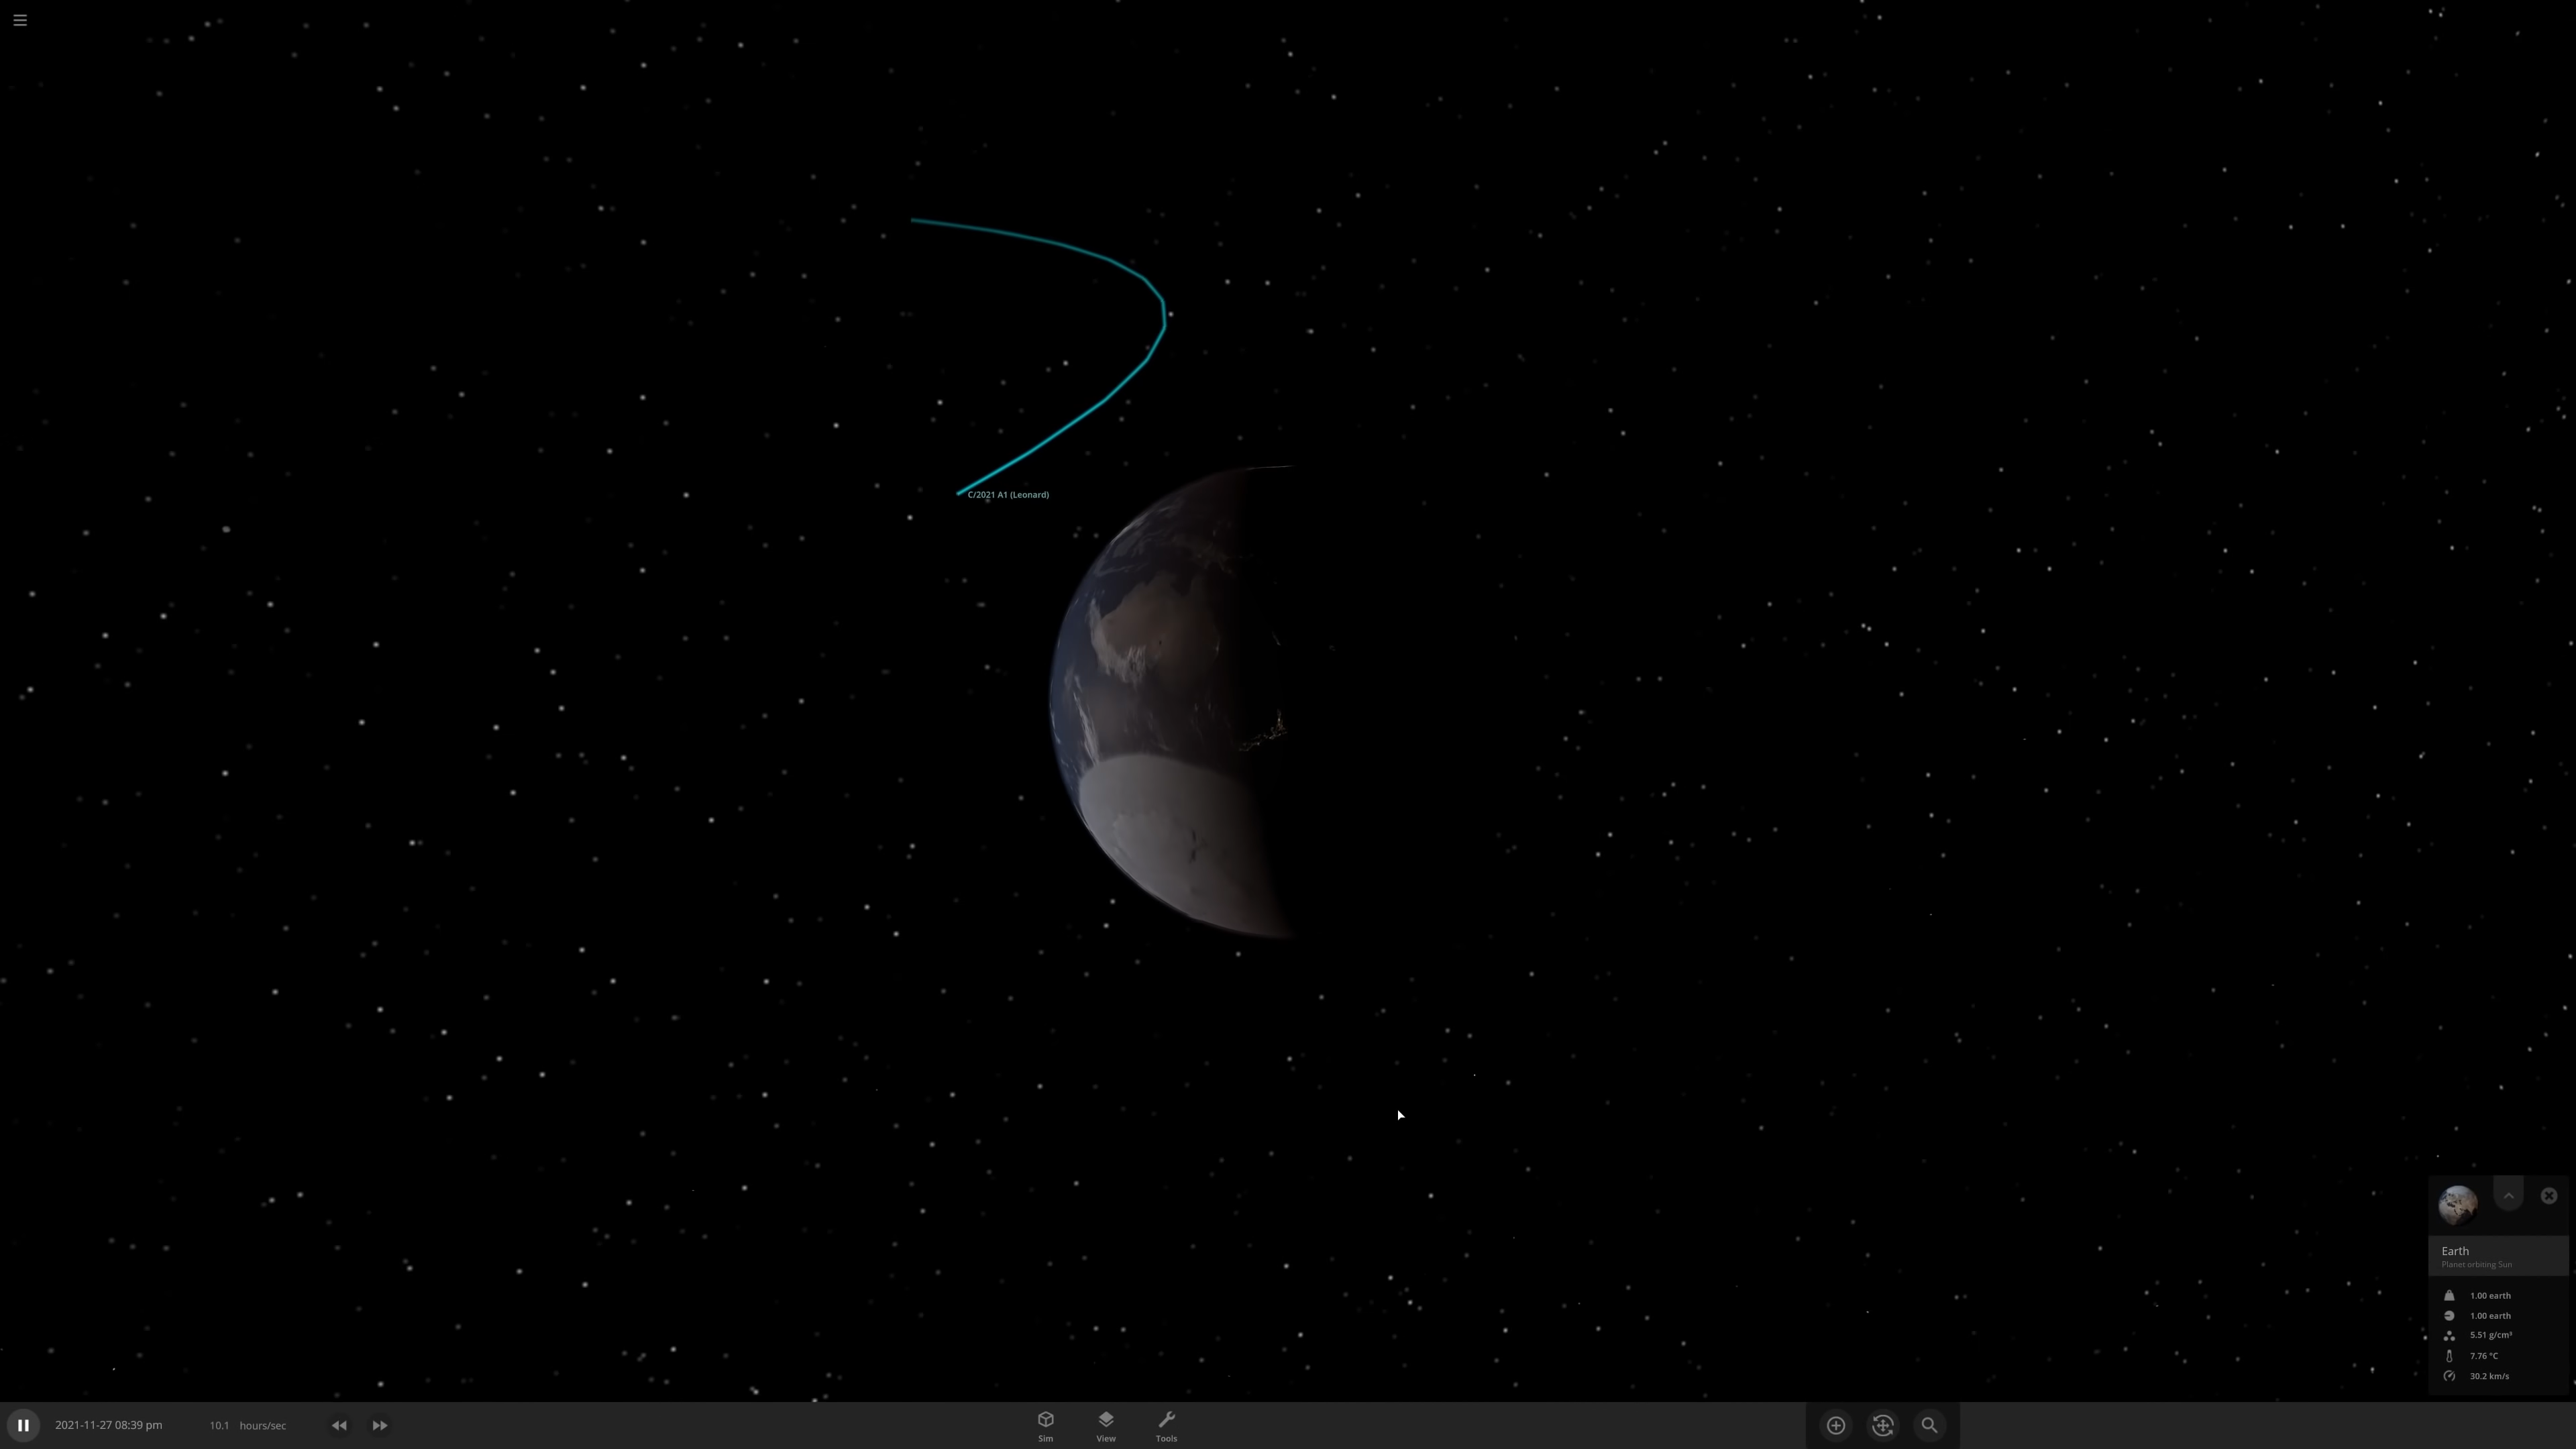 C/2021 A1 (Leonard)
Earth
Planet orbiting Sun
1.00 earth
1.00 earth
5.51 g/cm³
7.76 °C
30.2 km/s
2021-11-27 08:39 pm
10.1 hours/sec
Sim
View
Tools